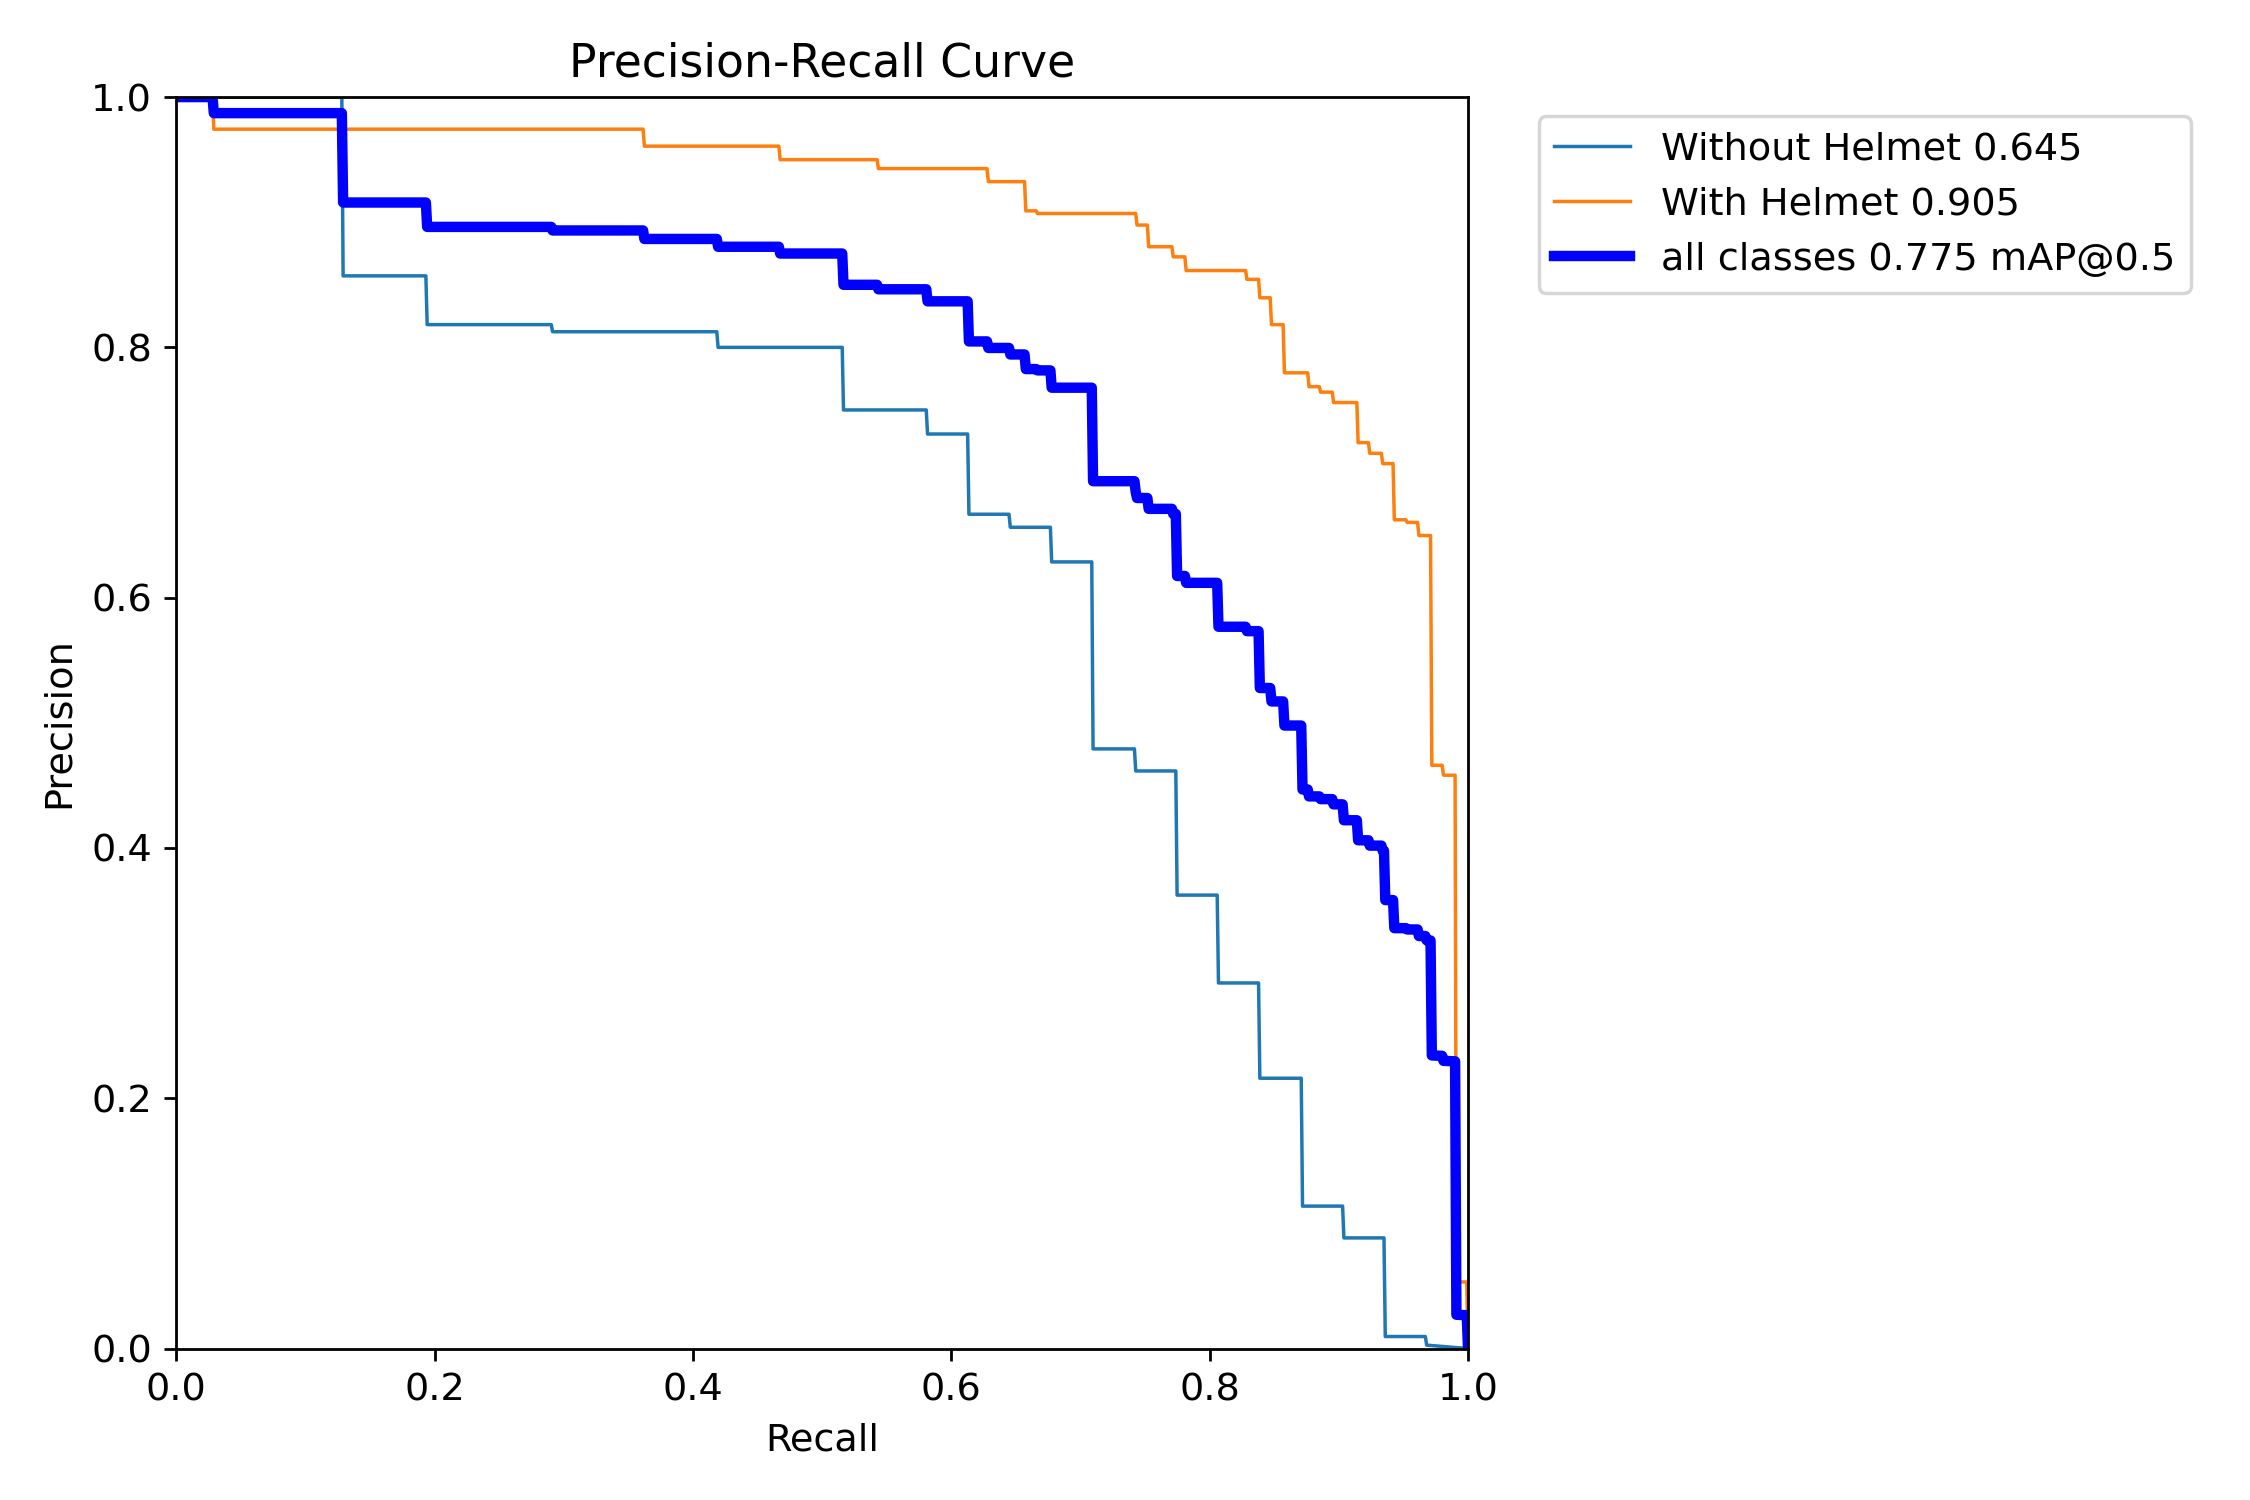 Precision-Recall Curve
1.0
0.8
0.6
0.4
0.2
0.0
Precision
0.0 0.2 0.4 0.6 0.8 1.0
Recall
Without Helmet 0.645
With Helmet 0.905
all classes 0.775 mAP@0.5